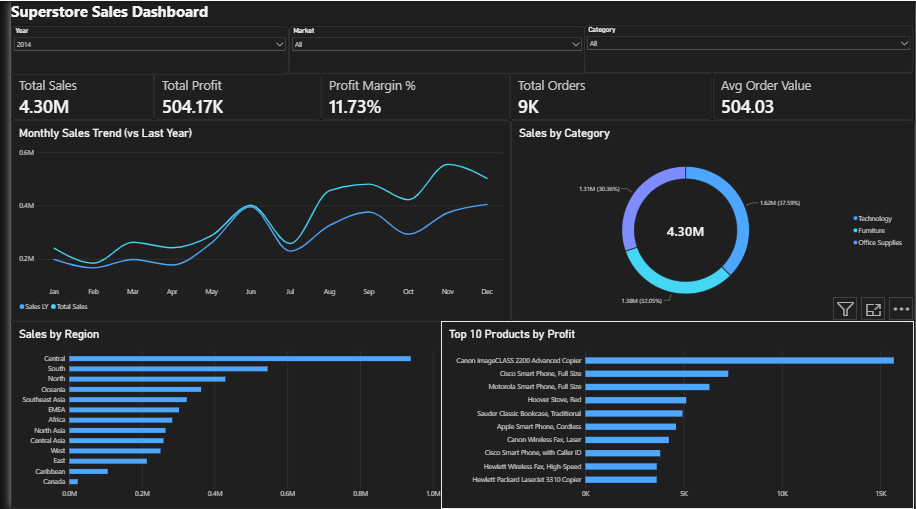 Superstore Sales Dashboard
Year
2014
Market
All
Category
All
Total Sales
4.30M
Total Profit
504.17K
Profit Margin %
11.73%
Total Orders
9K
Avg Order Value
504.03
Monthly Sales Trend (vs Last Year)
0.6M
0.4M
0.2M
Jan Feb Mar Apr May Jun Jul Aug Sep Oct Nov Dec
Sales LY Total Sales
Sales by Category
1.31M (30.36%)
1.62M (37.59%)
4.30M
1.38M (32.05%)
Technology
Furniture
Office Supplies
Sales by Region
Central
South
North
Oceania
Southeast Asia
EMEA
Africa
North Asia
Central Asia
West
East
Caribbean
Canada
0.0M 0.2M 0.4M 0.6M 0.8M 1.0M
Top 10 Products by Profit
Canon ImageCLASS 2200 Advanced Copier
Cisco Smart Phone, Full Size
Motorola Smart Phone, Full Size
Hoover Stove, Red
Sauder Classic Bookcase, Traditional
Apple Smart Phone, Cordless
Canon Wireless Fax, Laser
Cisco Smart Phone, with Caller ID
Hewlett Wireless Fax, High-Speed
Hewlett Packard LaserJet 3310 Copier
0K 5K 10K 15K